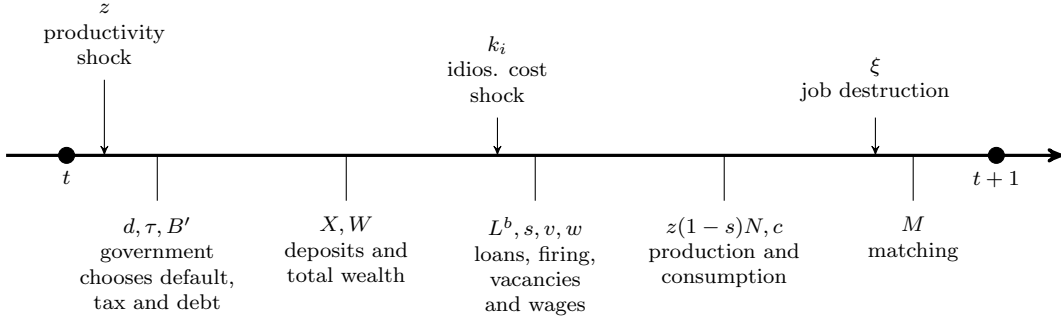 z
productivity
shock
k_i
idios. cost
shock
ξ
job destruction
t
t + 1
d, τ, B′
government
chooses default,
tax and debt
X, W
deposits and
total wealth
L^b, s, v, w
loans, firing,
vacancies
and wages
z(1 − s)N, c
production and
consumption
M
matching